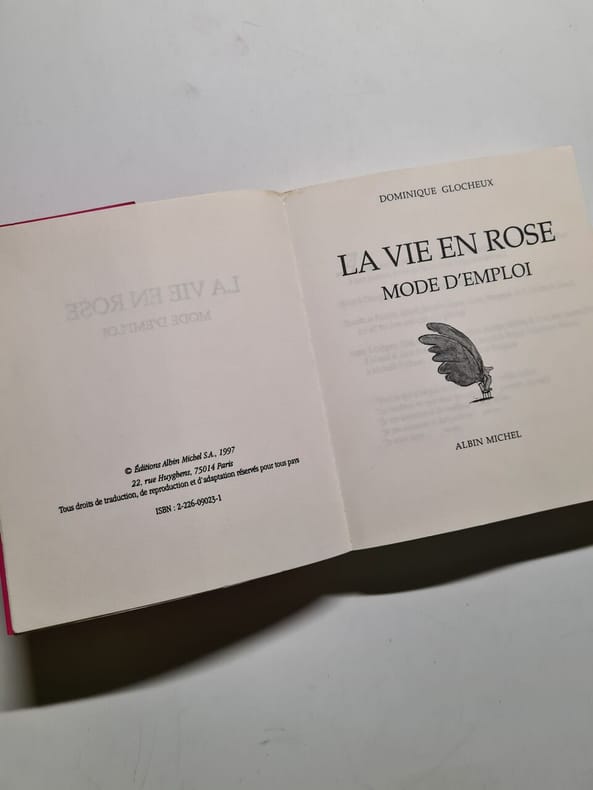 © Éditions Albin Michel S.A., 1997
22, rue Huyghens, 75014 Paris
Tous droits de traduction, de reproduction et d'adaptation réservés pour tous pays
ISBN : 2-226-09023-1
DOMINIQUE GLOCHEUX
LA VIE EN ROSE
MODE D'EMPLOI
ALBIN MICHEL